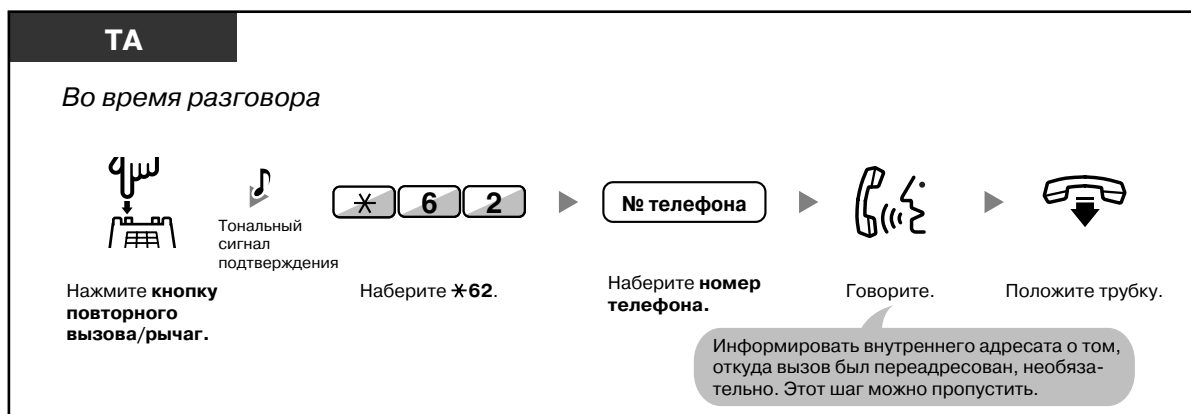 ТА
Во время разговора
Тональный
сигнал
подтверждения
* 6 2
№ телефона
Нажмите кнопку
повторного
вызова/рычаг.
Наберите *62.
Наберите номер
телефона.
Говорите.
Положите трубку.
Информировать внутреннего адресата о том,
откуда вызов был переадресован, необяза-
тельно. Этот шаг можно пропустить.